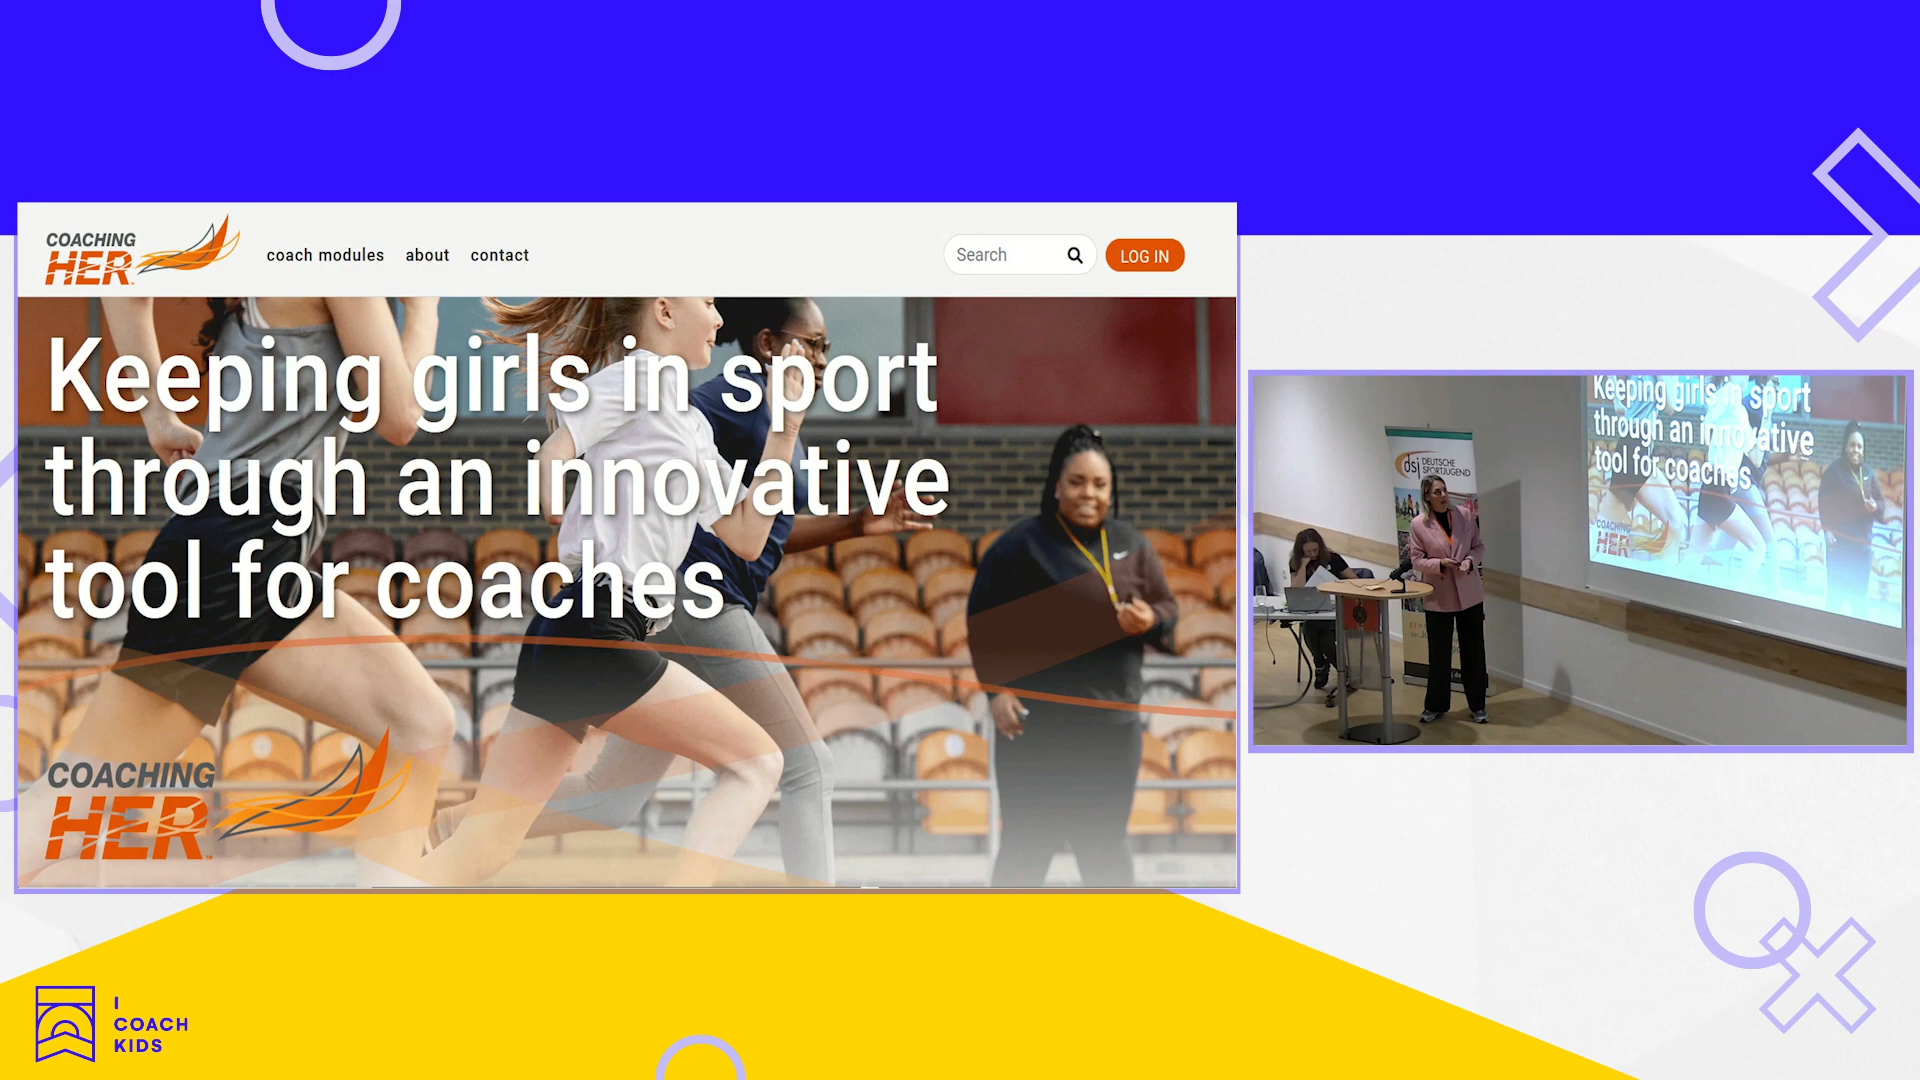 COACHING
HER
coach modules about contact
Search
LOG IN
Keeping girls in sport
through an innovative
tool for coaches
COACHING
HER
dsj DEUTSCHE
SPORTJUGEND
Keeping girls in sport
through an innovative
tool for coaches
COACHING
HER
I
COACH
KIDS